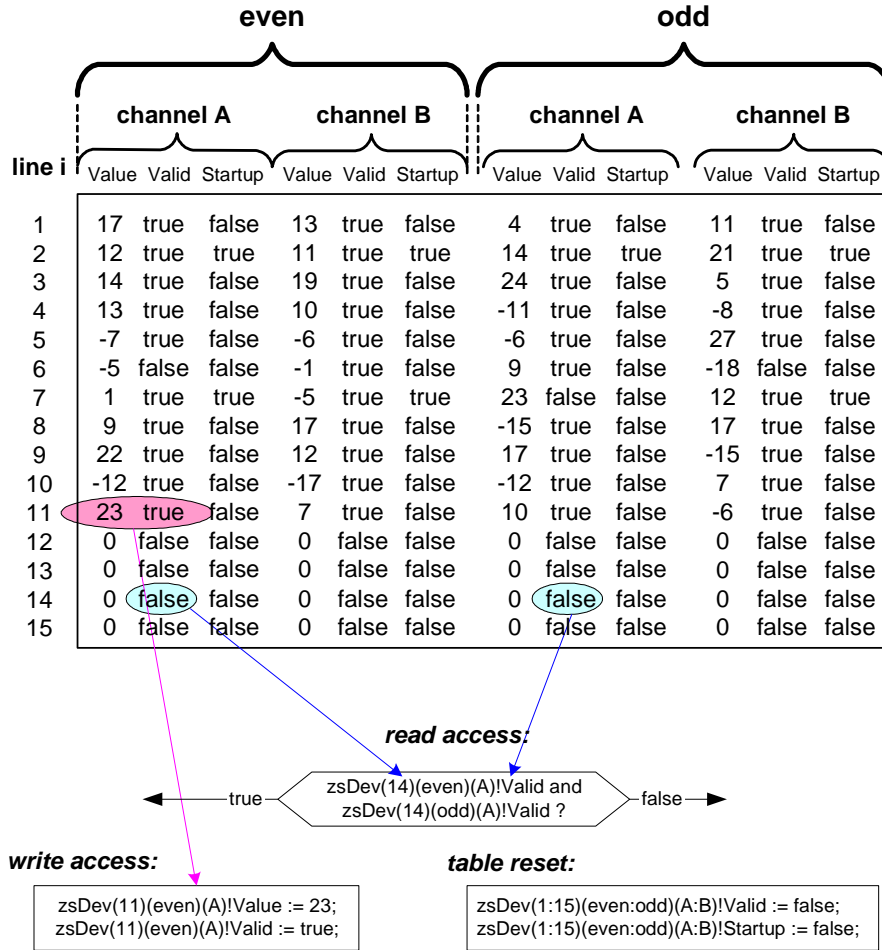 even odd
channel A channel B channel A channel B
line i Value Valid Startup Value Valid Startup Value Valid Startup Value Valid Startup
1 17 true false 13 true false 4 true false 11 true false
2 12 true true 11 true true 14 true true 21 true true
3 14 true false 19 true false 24 true false 5 true false
4 13 true false 10 true false -11 true false -8 true false
5 -7 true false -6 true false -6 true false 27 true false
6 -5 false false -1 true false 9 true false -18 false false
7 1 true true -5 true true 23 false false 12 true true
8 9 true false 17 true false -15 true false 17 true false
9 22 true false 12 true false 17 true false -15 true false
10 -12 true false -17 true false -12 true false 7 true false
11 23 true false 7 true false 10 true false -6 true false
12 0 false false 0 false false 0 false false 0 false false
13 0 false false 0 false false 0 false false 0 false false
14 0 false false 0 false false 0 false false 0 false false
15 0 false false 0 false false 0 false false 0 false false
read access:
zsDev(14)(even)(A)!Valid and
true zsDev(14)(odd)(A)!Valid ? false
write access: table reset:
zsDev(11)(even)(A)!Value := 23; zsDev(1:15)(even:odd)(A:B)!Valid := false;
zsDev(11)(even)(A)!Valid := true; zsDev(1:15)(even:odd)(A:B)!Startup := false;